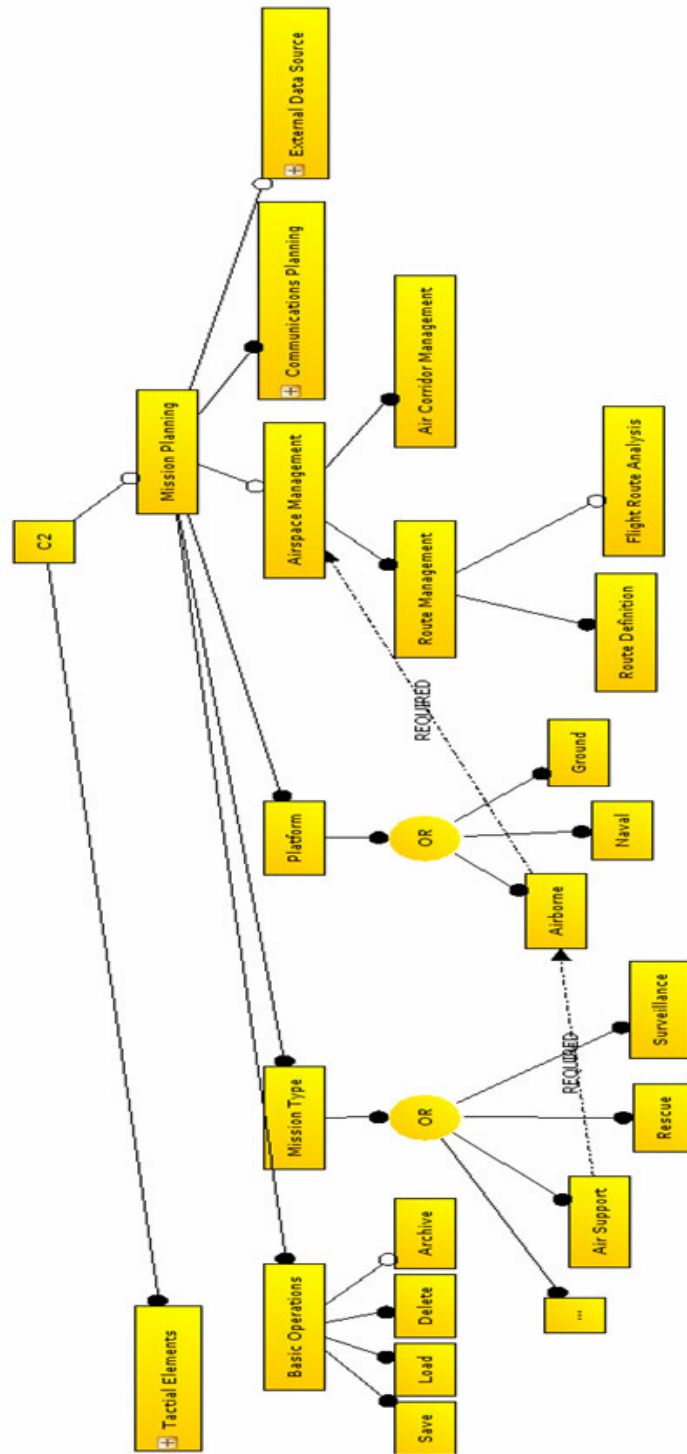 C2
Tactial Elements
Mission Planning
Basic Operations
Mission Type
Platform
Airspace Management
Communications Planning
External Data Source
Save
Load
Delete
Archive
OR
OR
Route Management
Air Corridor Management
REQUIRED
...
Air Support
Rescue
Surveillance
REQUIRED
Airborne
Naval
Ground
Route Definition
Flight Route Analysis